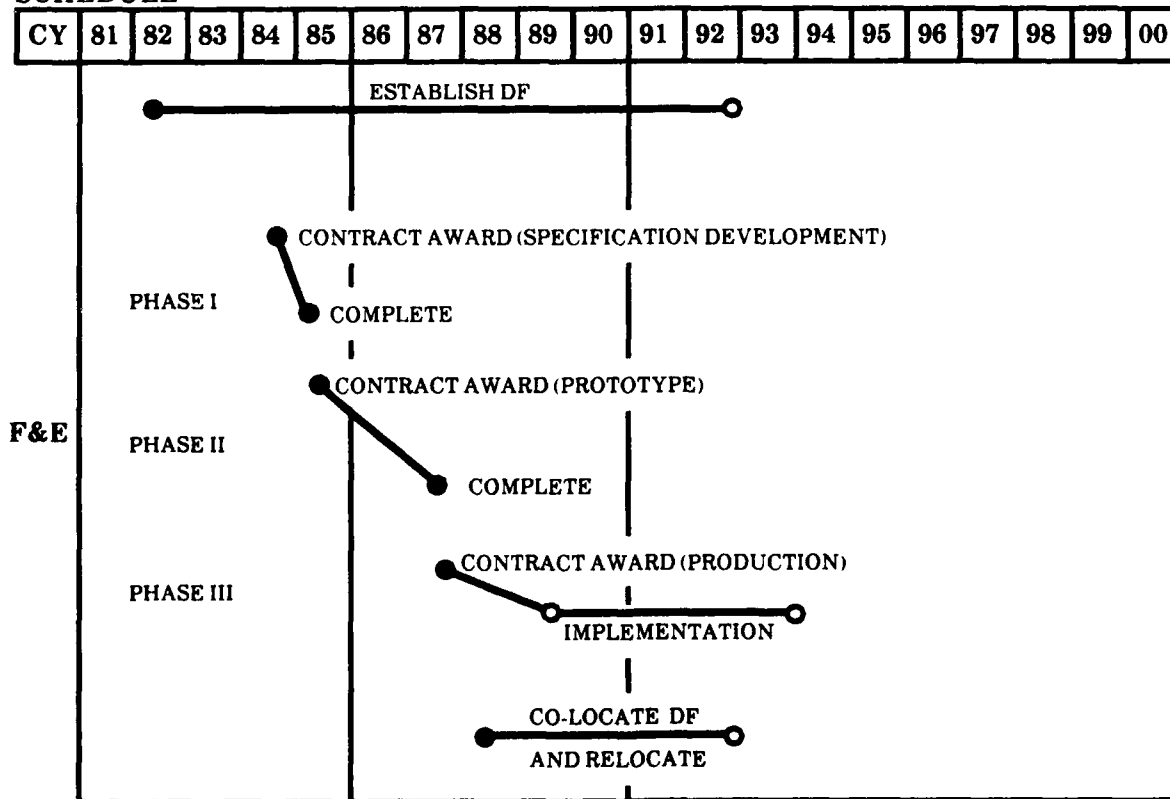 SCHEDULE
CY 81 82 83 84 85 86 87 88 89 90 91 92 93 94 95 96 97 98 99 00
ESTABLISH DF
CONTRACT AWARD (SPECIFICATION DEVELOPMENT)
PHASE I
COMPLETE
CONTRACT AWARD (PROTOTYPE)
F&E
PHASE II
COMPLETE
CONTRACT AWARD (PRODUCTION)
PHASE III
IMPLEMENTATION
CO-LOCATE DF
AND RELOCATE